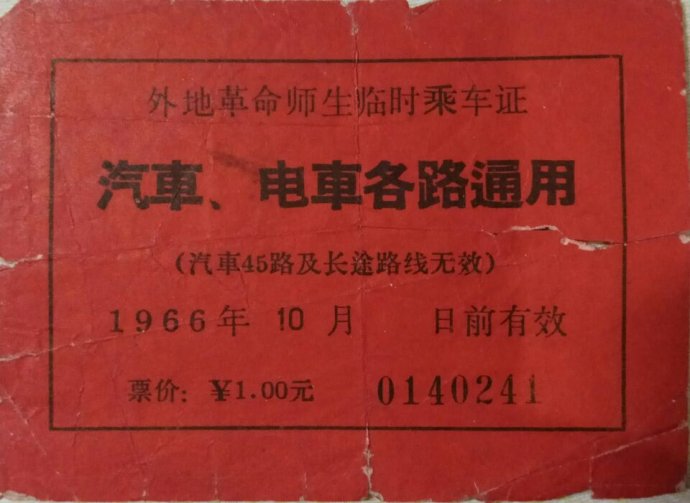 外地革命师生临时乘车证
汽車、电車各路通用
(汽車45路及长途路线无效)
1966年 10 月 日前有效
票价: ¥1.00元 0140241